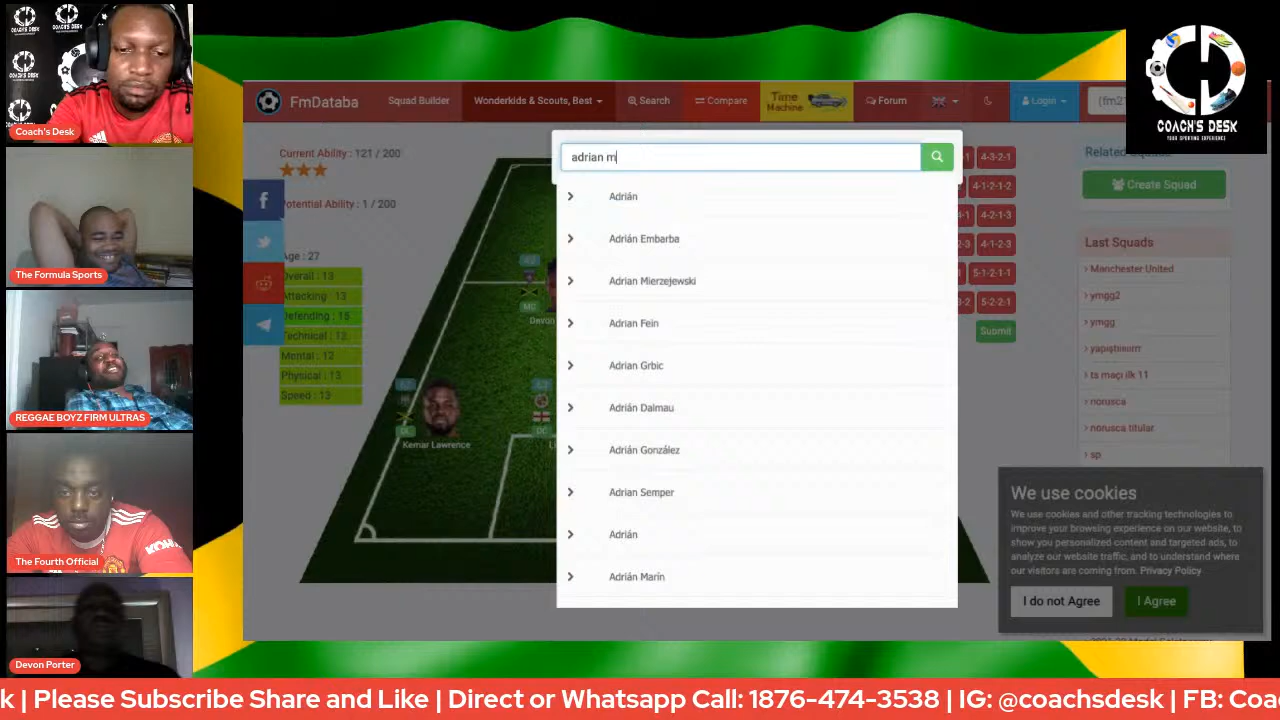 Coach's Desk
The Formula Sports
REGGAE BOYZ FIRM ULTRAS
The Fourth Official
Devon Porter
FmDataba
Squad Builder
Wonderkids & Scouts, Best
Search
Compare
Time Machine
Forum
Login
COACH'S DESK
YOUR SPORTING EXPERIENCE
Current Ability : 121 / 200
Potential Ability : 1 / 200
Age : 27
Overall : 13
Attacking : 13
Defending : 15
Technical : 12
Mental : 12
Physical : 13
Speed : 13
Kemar Lawrence
adrian m
Adrián
Adrián Embarba
Adrian Mierzejewski
Adrian Fein
Adrian Grbic
Adrián Dalmau
Adrián González
Adrian Semper
Adrián
Adrián Marín
4-3-2-1
4-1-2-1-2
4-2-1-3
4-1-2-3
5-1-2-1-1
5-2-2-1
Submit
Create Squad
Last Squads
Manchester United
ymgg2
ymgg
yapıştıısım
ts maçı ilk 11
norusca
norusca titular
sp
We use cookies
We use cookies and other tracking technologies to
improve your browsing experience on our website, to
show you personalized content and targeted ads, to
analyze our website traffic, and to understand where
our visitors are coming from. Privacy Policy
I do not Agree
I Agree
k | Please Subscribe Share and Like | Direct or Whatsapp Call: 1876-474-3538 | IG: @coachsdesk | FB: Coa